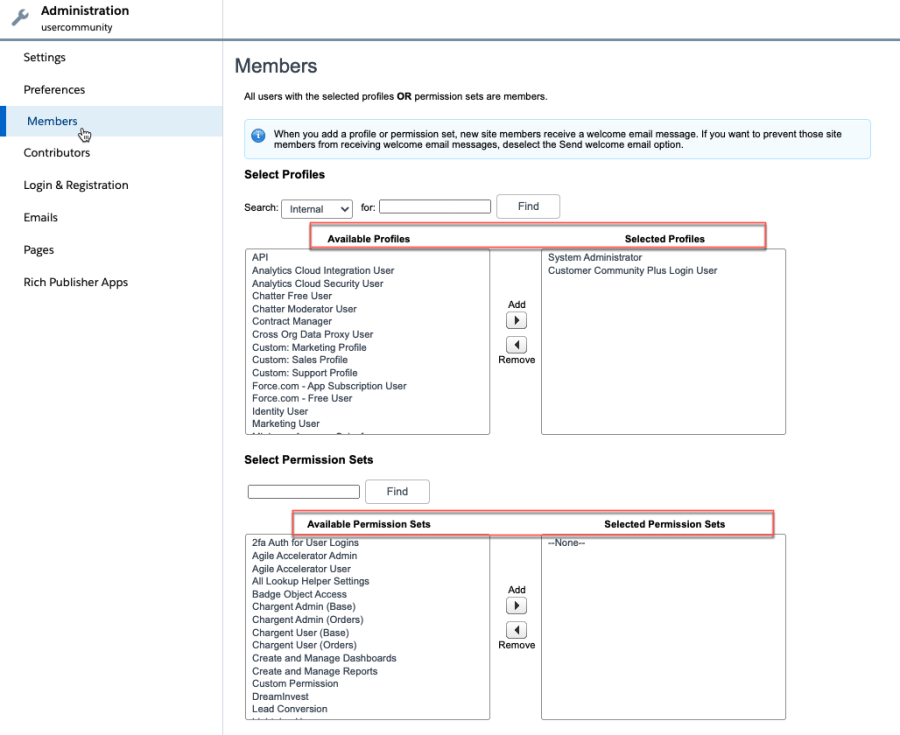 Administration
usercommunity
Settings
Preferences
Members
Contributors
Login & Registration
Emails
Pages
Rich Publisher Apps
Members
All users with the selected profiles OR permission sets are members.
When you add a profile or permission set, new site members receive a welcome email message. If you want to prevent those site
members from receiving welcome email messages, deselect the Send welcome email option.
Select Profiles
Search: Internal for: Find
Available Profiles
API
Analytics Cloud Integration User
Analytics Cloud Security User
Chatter Free User
Chatter Moderator User
Contract Manager
Cross Org Data Proxy User
Custom: Marketing Profile
Custom: Sales Profile
Custom: Support Profile
Force.com - App Subscription User
Force.com - Free User
Identity User
Marketing User
Add
Remove
Selected Profiles
System Administrator
Customer Community Plus Login User
Select Permission Sets
Find
Available Permission Sets
2fa Auth for User Logins
Agile Accelerator Admin
Agile Accelerator User
All Lookup Helper Settings
Badge Object Access
Chargent Admin (Base)
Chargent Admin (Orders)
Chargent User (Base)
Chargent User (Orders)
Create and Manage Dashboards
Create and Manage Reports
Custom Permission
DreamInvest
Lead Conversion
Add
Remove
Selected Permission Sets
--None--